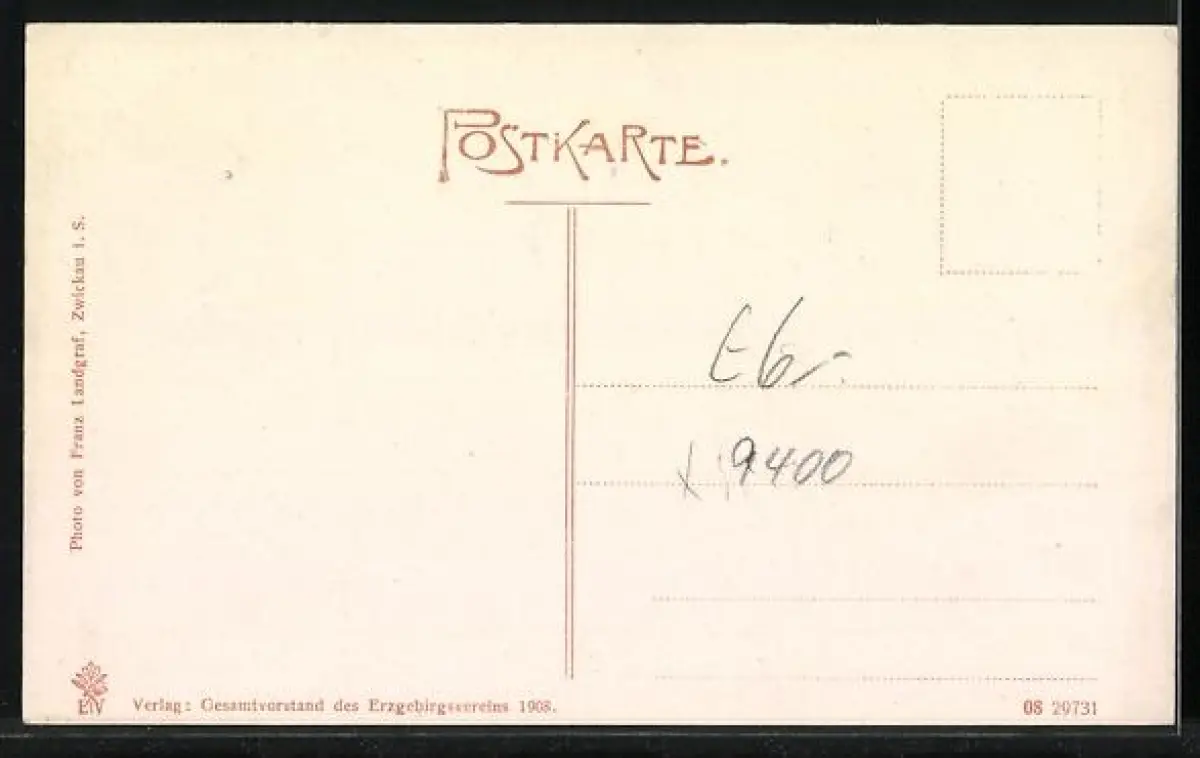 POSTKARTE.
Photo von Franz Landgraf, Zwickau i. S.
E6,-
9400
EV
Verlag: Gesamtvorstand des Erzgebirgsvereins 1908.
08 29731